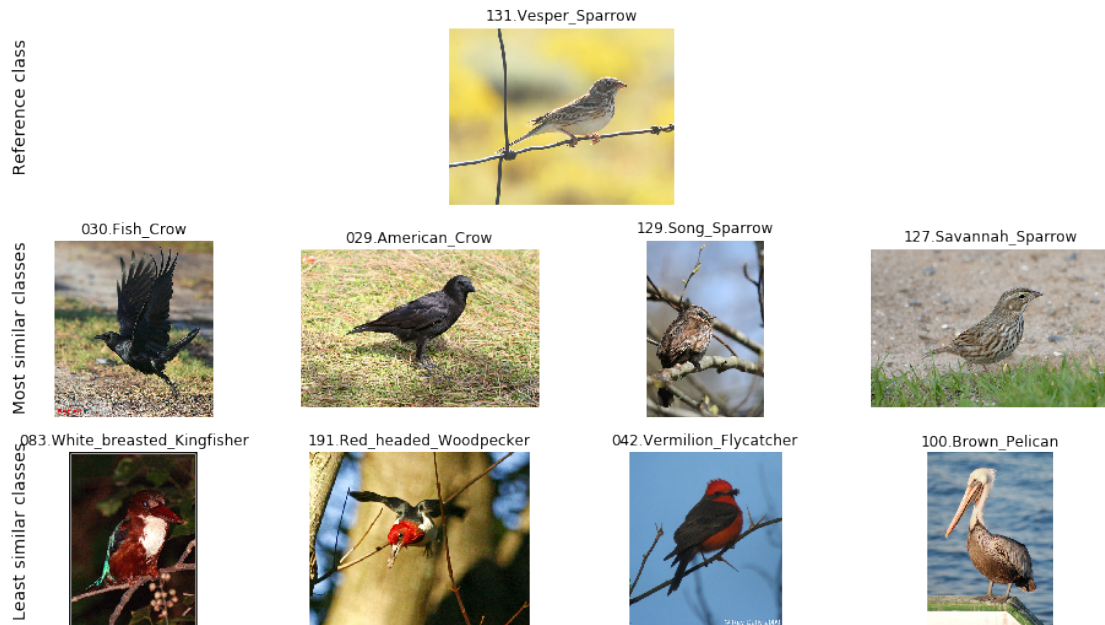 131.Vesper_Sparrow
Reference class
030.Fish_Crow
029.American_Crow
129.Song_Sparrow
127.Savannah_Sparrow
Most similar classes
083.White_breasted_Kingfisher
191.Red_headed_Woodpecker
042.Vermilion_Flycatcher
100.Brown_Pelican
Least similar classes